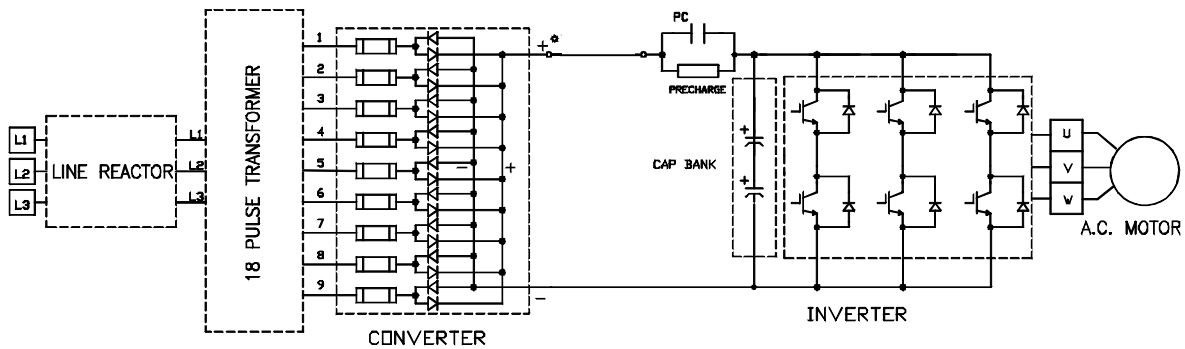 L1
L2
L3
LINE REACTOR
L1
L2
L3
18 PULSE TRANSFORMER
1
2
3
4
5
6
7
8
9
- +
CONVERTER
+*
-
PC
PRECHARGE
+
+
CAP BANK
INVERTER
U
V
W
A.C. MOTOR